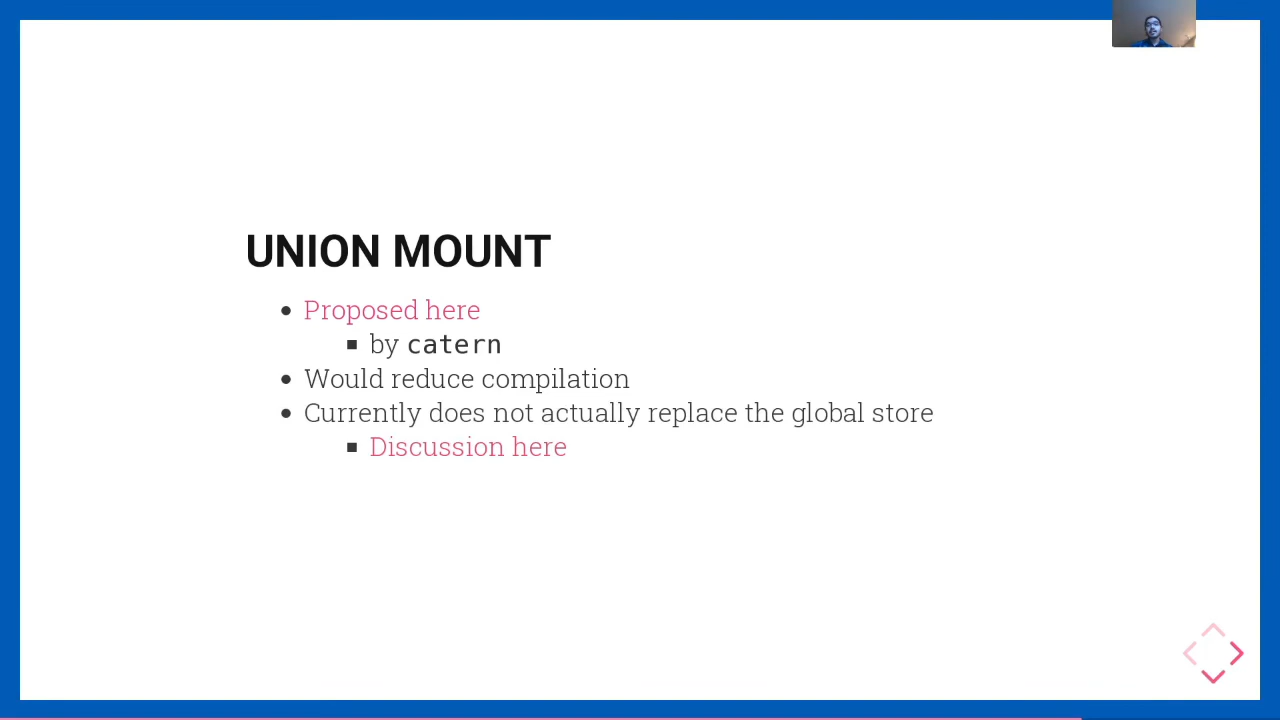 UNION MOUNT
Proposed here
by catern
Would reduce compilation
Currently does not actually replace the global store
Discussion here